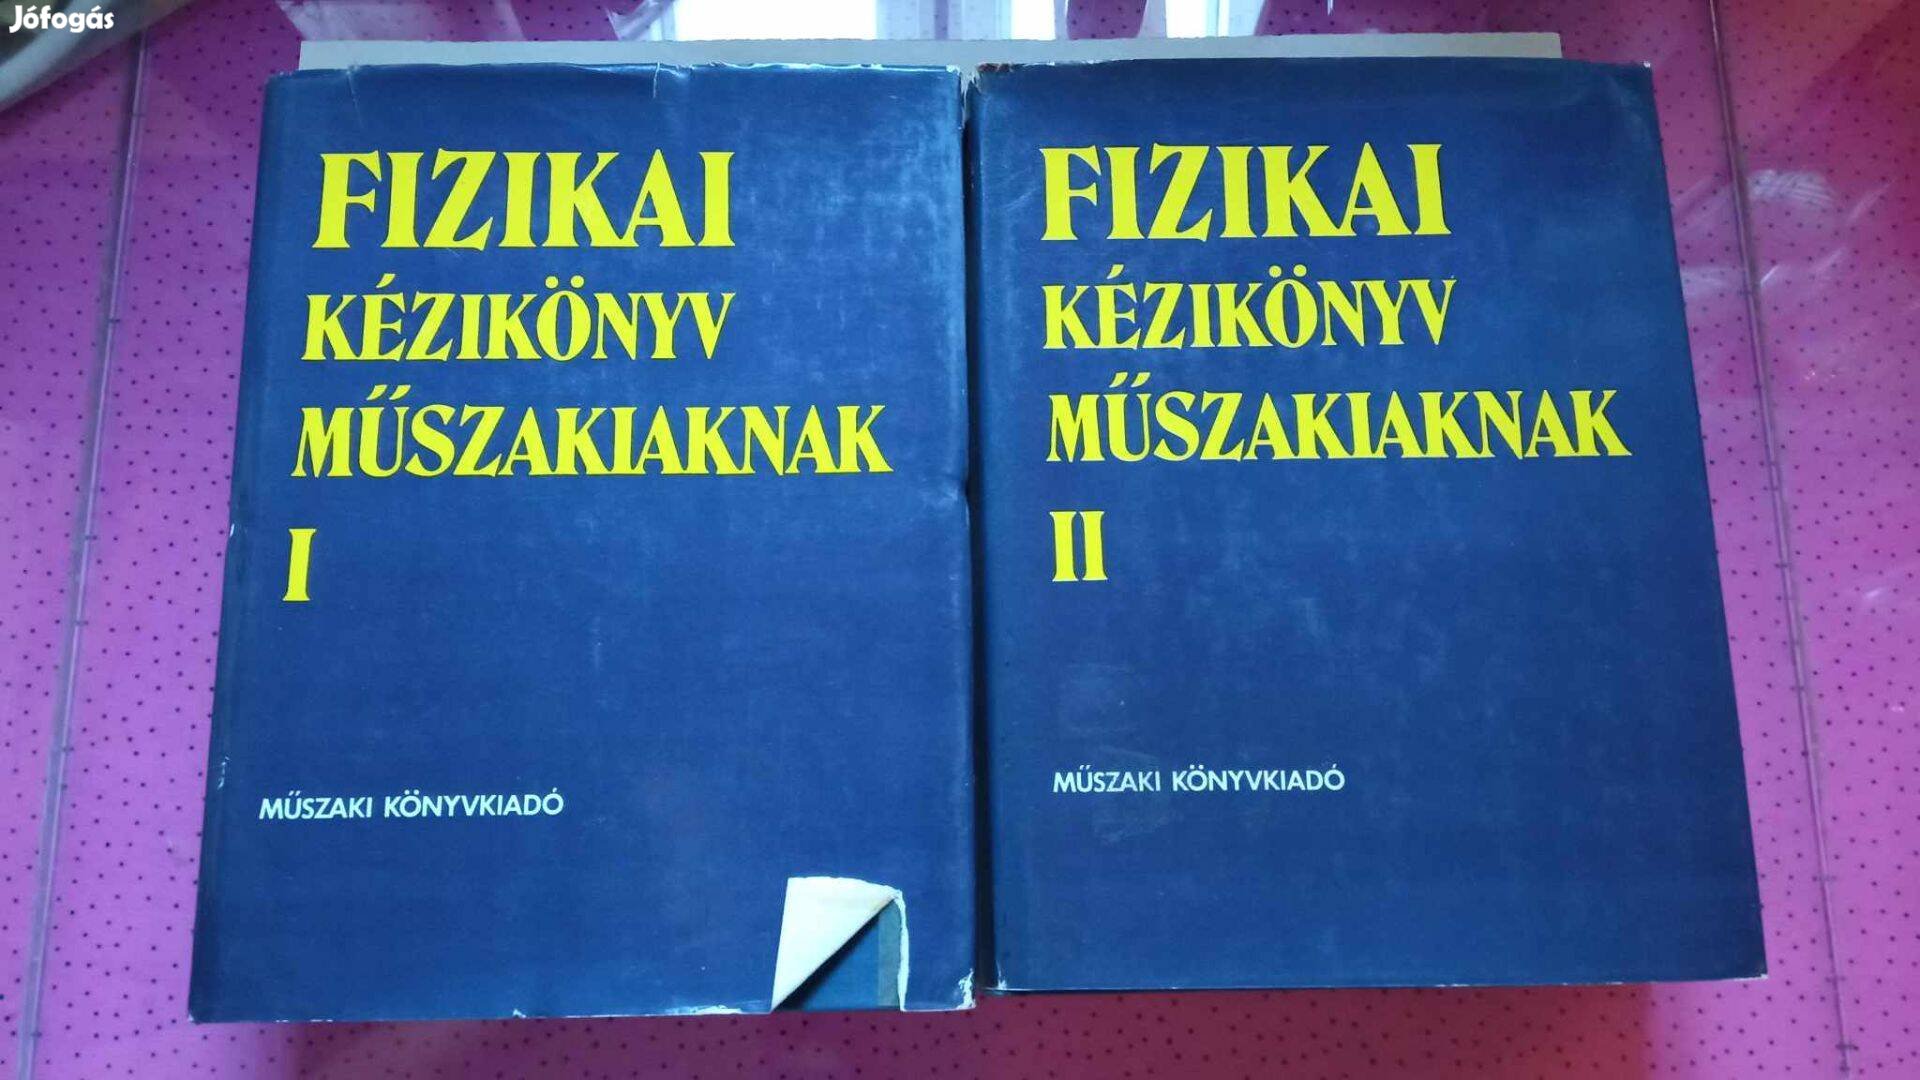 Jófogás
FIZIKAI
KÉZIKÖNYV
MŰSZAKIAKNAK
I
MŰSZAKI KÖNYVKIADÓ
FIZIKAI
KÉZIKÖNYV
MŰSZAKIAKNAK
II
MŰSZAKI KÖNYVKIADÓ